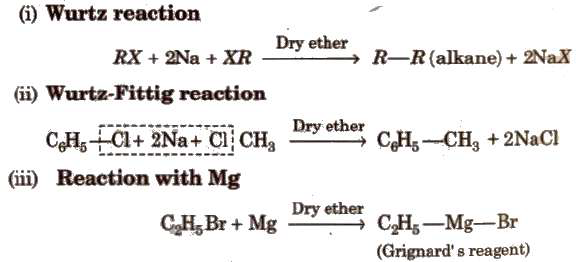 (i) Wurtz reaction
RX + 2Na + XR Dry ether → R—R (alkane) + 2NaX
(ii) Wurtz-Fittig reaction
C₆H₅—Cl + 2Na + Cl CH₃ Dry ether → C₆H₅—CH₃ + 2NaCl
(iii) Reaction with Mg
C₂H₅Br + Mg Dry ether → C₂H₅—Mg—Br
(Grignard's reagent)